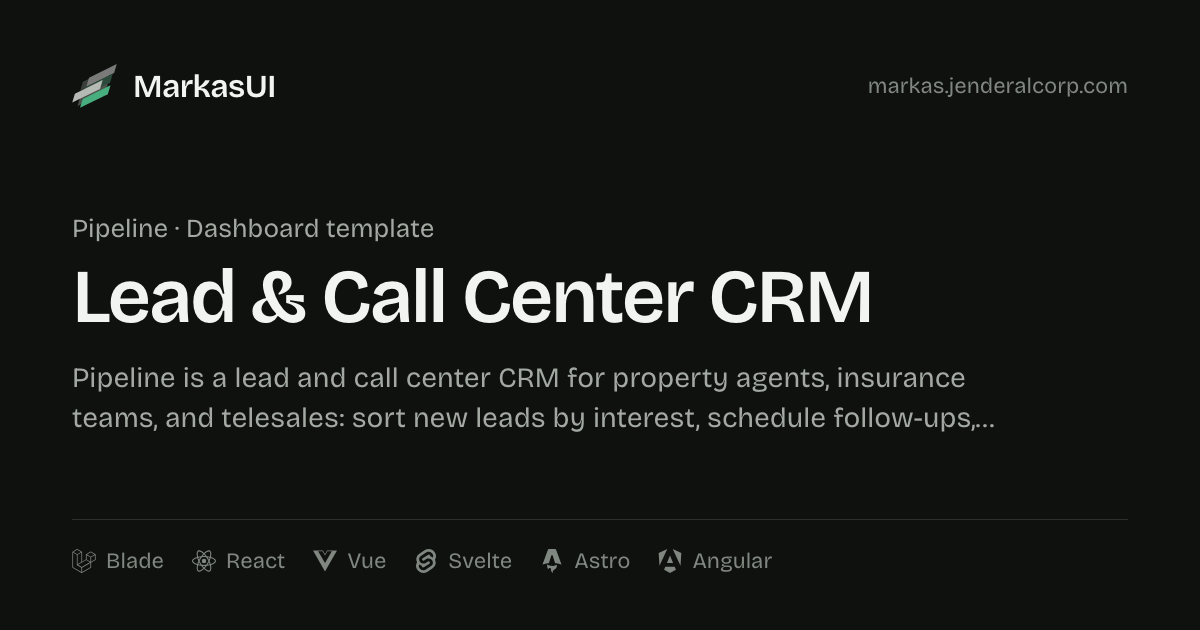 MarkasUI
markas.jenderalcorp.com
Pipeline · Dashboard template
Lead & Call Center CRM
Pipeline is a lead and call center CRM for property agents, insurance
teams, and telesales: sort new leads by interest, schedule follow-ups,...
Blade React Vue Svelte Astro Angular